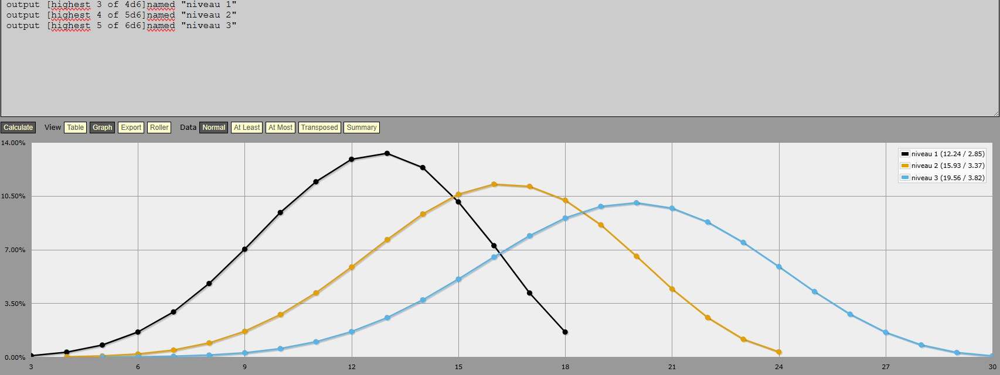 output [highest 3 of 4d6]named "niveau 1"
output [highest 4 of 5d6]named "niveau 2"
output [highest 5 of 6d6]named "niveau 3"
Calculate View Table Graph Export Roller Data Normal At Least At Most Transposed Summary
14.00%
niveau 1 (12.24 / 2.85)
niveau 2 (15.93 / 3.37)
niveau 3 (19.56 / 3.82)
10.50%
7.00%
3.50%
0.00%
3 6 9 12 15 18 21 24 27 30